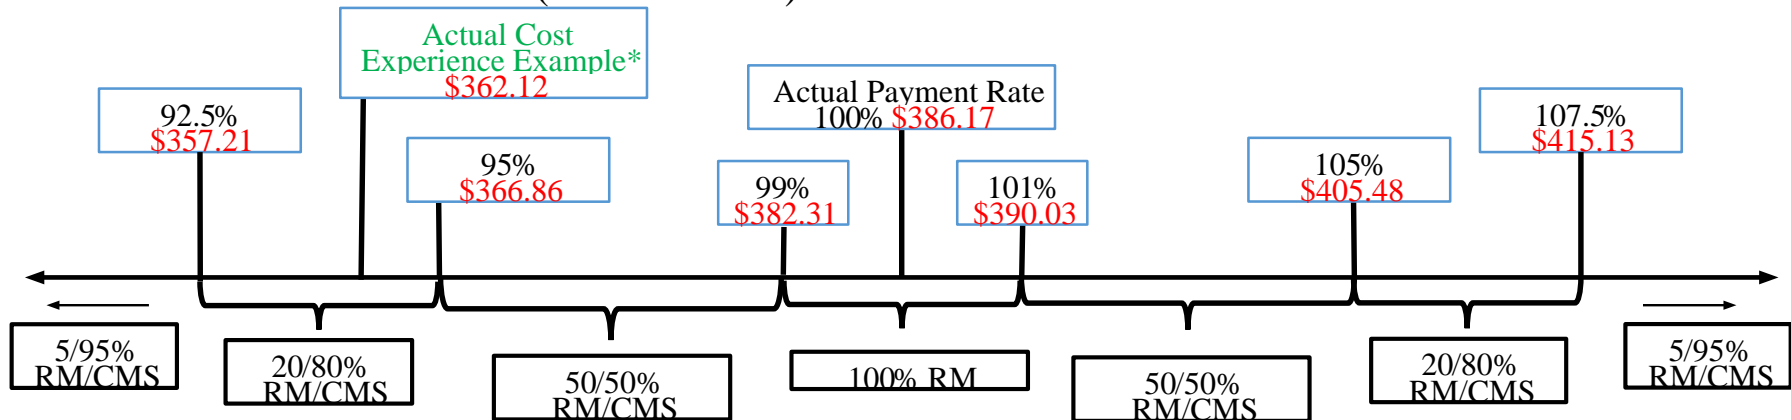 Actual Cost
Experience Example*
$362.12
92.5%
$357.21
95%
$366.86
99%
$382.31
Actual Payment Rate
100% $386.17
101%
$390.03
105%
$405.48
107.5%
$415.13
5/95%
RM/CMS
20/80%
RM/CMS
50/50%
RM/CMS
100% RM
50/50%
RM/CMS
20/80%
RM/CMS
5/95%
RM/CMS